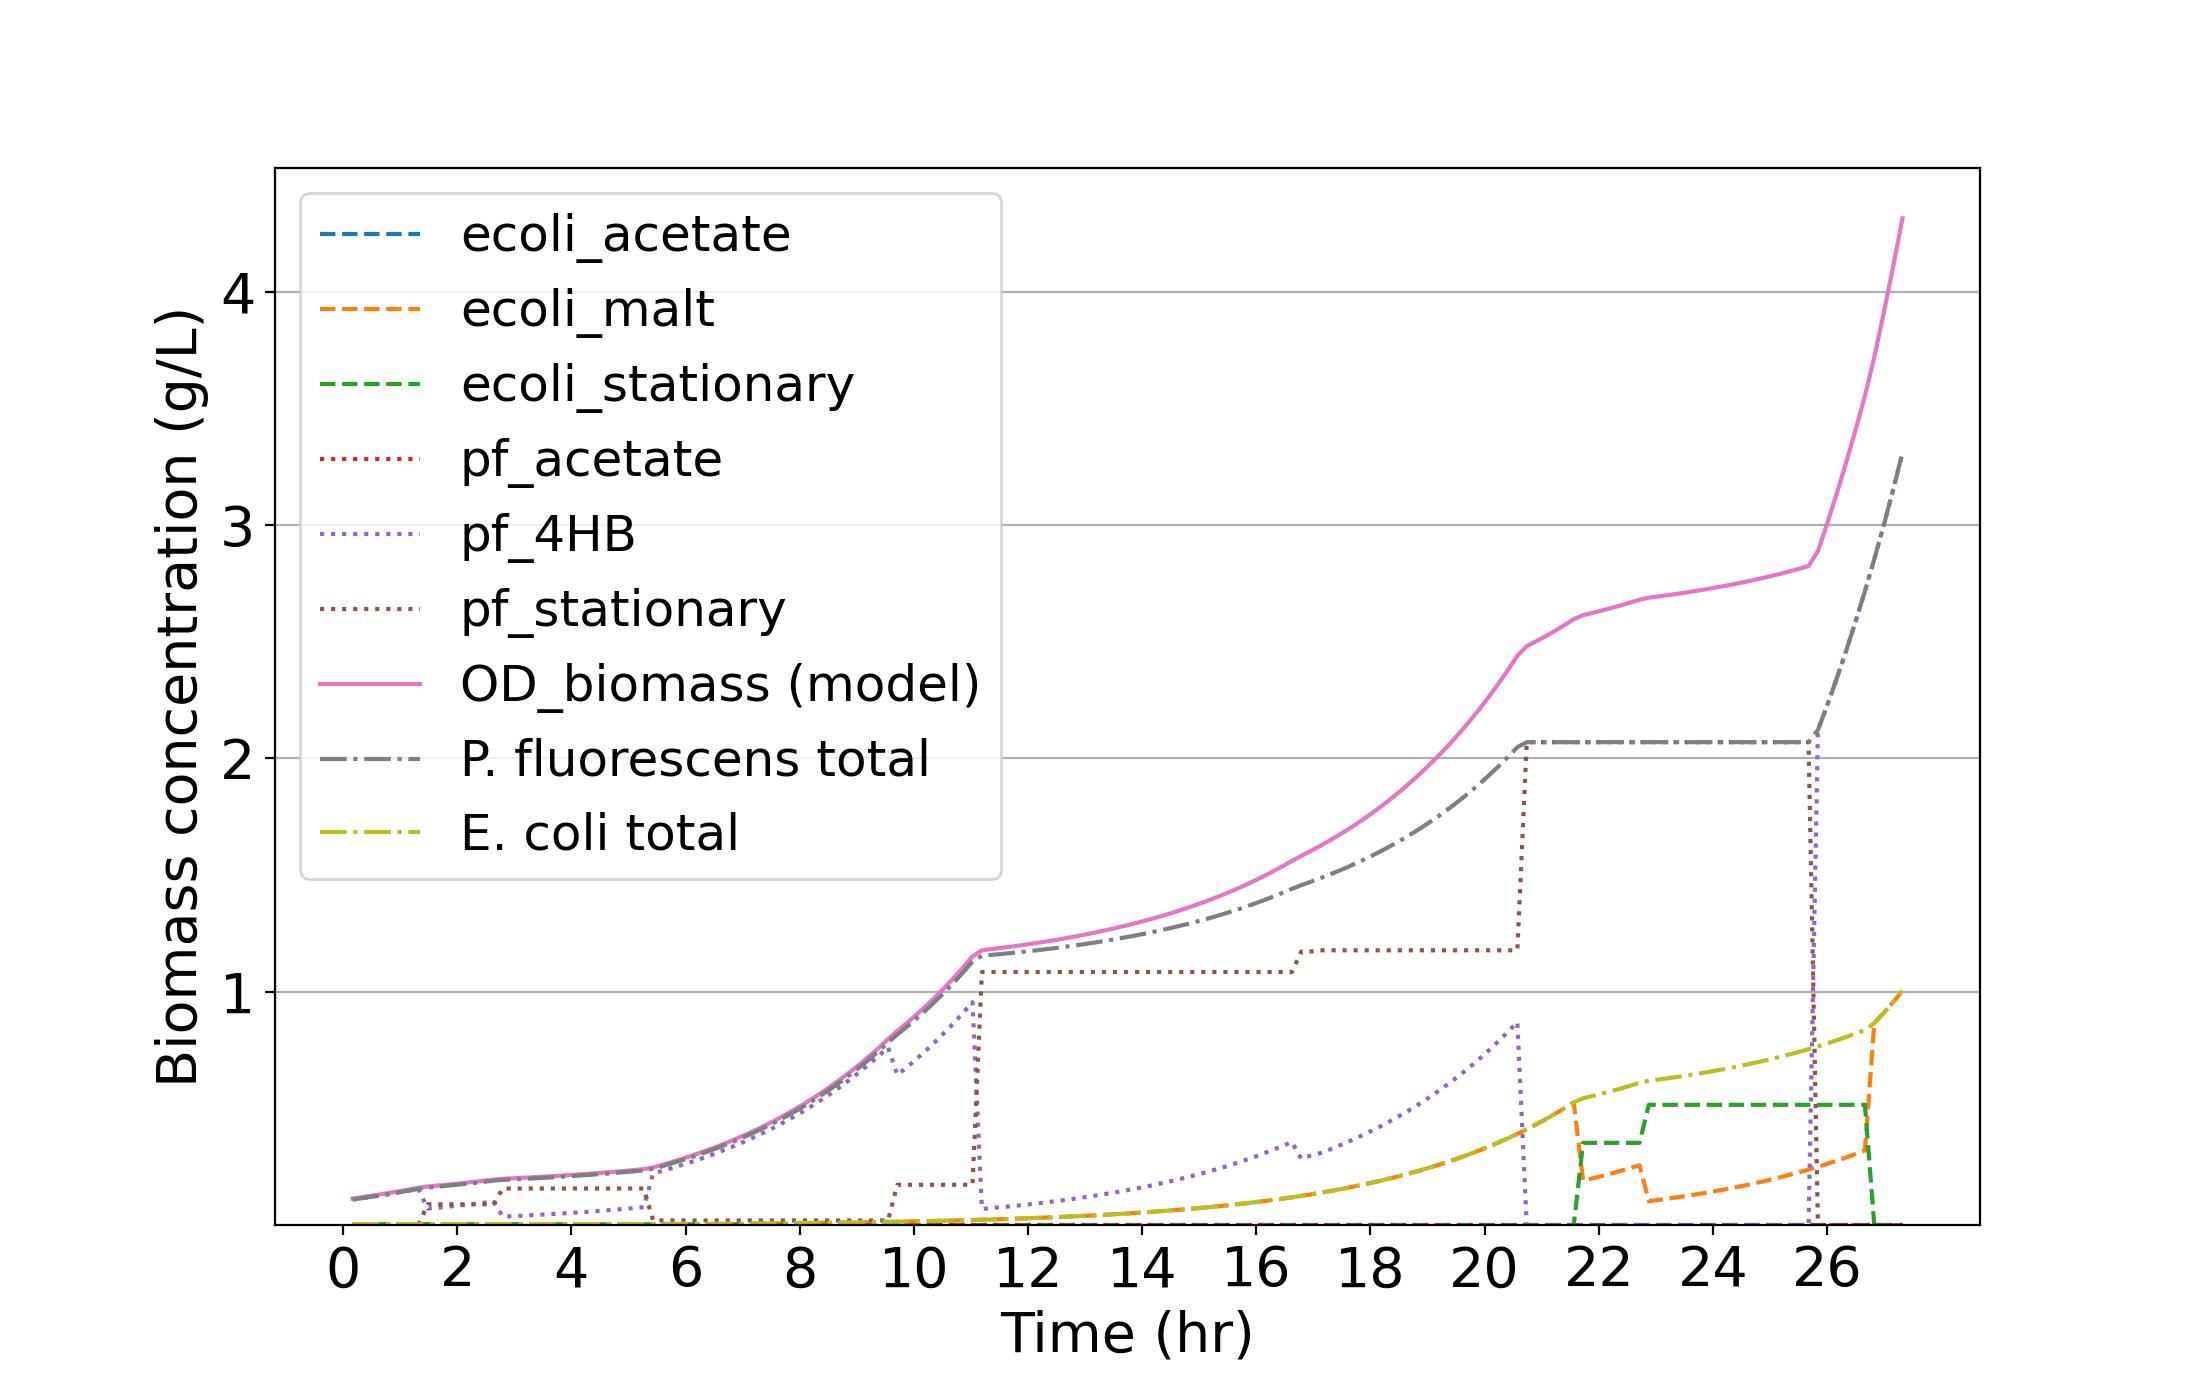 ecoli_acetate
ecoli_malt
ecoli_stationary
pf_acetate
pf_4HB
pf_stationary
OD_biomass (model)
P. fluorescens total
E. coli total
Biomass concentration (g/L)
4
3
2
1
0 2 4 6 8 10 12 14 16 18 20 22 24 26
Time (hr)